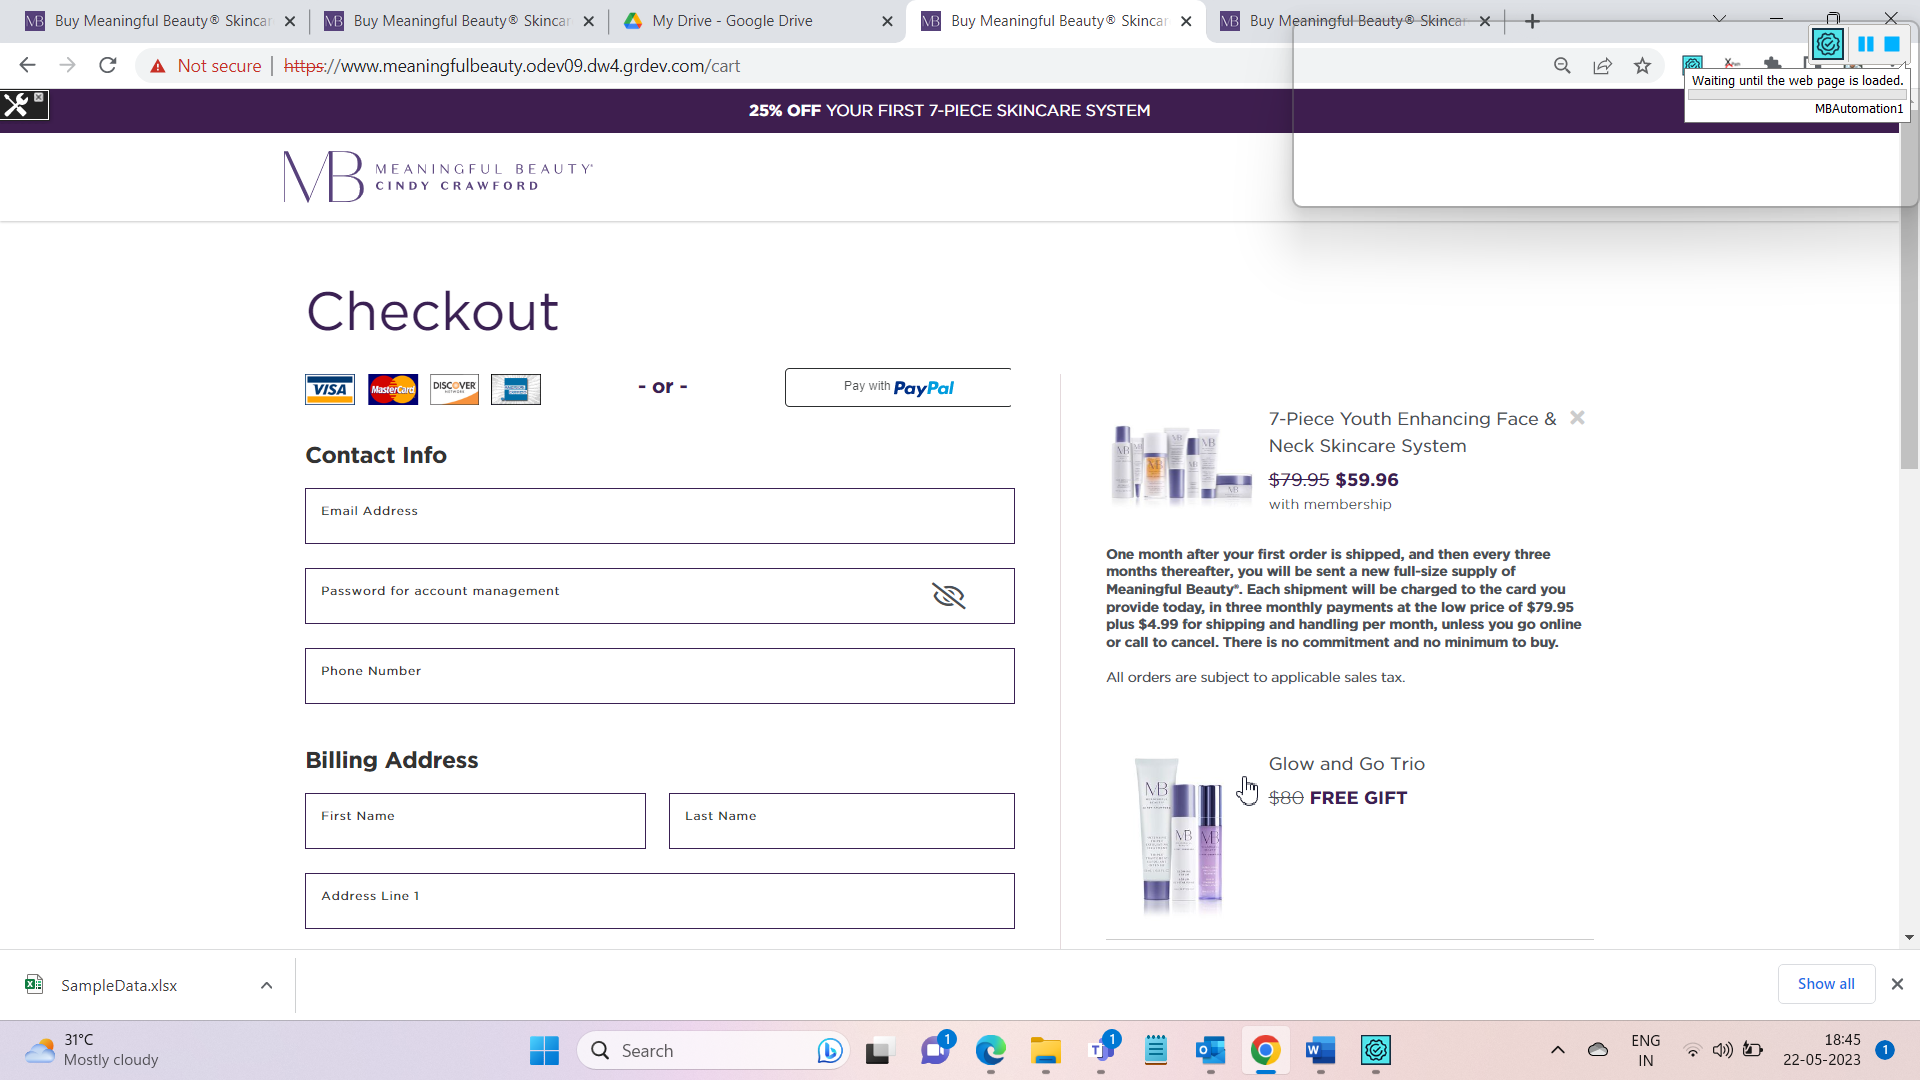 Buy Meaningful Beauty® Skincar
Buy Meaningful Beauty® Skincar
My Drive - Google Drive
Buy Meaningful Beauty® Skincar
Buy Meaningful Beauty® Skincar
Not secure
https://www.meaningfulbeauty.odev09.dw4.grdev.com/cart
Waiting until the web page is loaded.
MBAutomation1
25% OFF YOUR FIRST 7-PIECE SKINCARE SYSTEM
MB MEANINGFUL BEAUTY®
CINDY CRAWFORD
Checkout
VISA MasterCard DISCOVER
- or -
Pay with PayPal
Contact Info
Email Address
Password for account management
Phone Number
Billing Address
First Name
Last Name
Address Line 1
7-Piece Youth Enhancing Face &
Neck Skincare System
$79.95 $59.96
with membership
One month after your first order is shipped, and then every three
months thereafter, you will be sent a new full-size supply of
Meaningful Beauty®. Each shipment will be charged to the card you
provide today, in three monthly payments at the low price of $79.95
plus $4.99 for shipping and handling per month, unless you go online
or call to cancel. There is no commitment and no minimum to buy.
All orders are subject to applicable sales tax.
Glow and Go Trio
$80 FREE GIFT
SampleData.xlsx
Show all
31°C
Mostly cloudy
Search
1
1
ENG
IN
18:45
22-05-2023
1